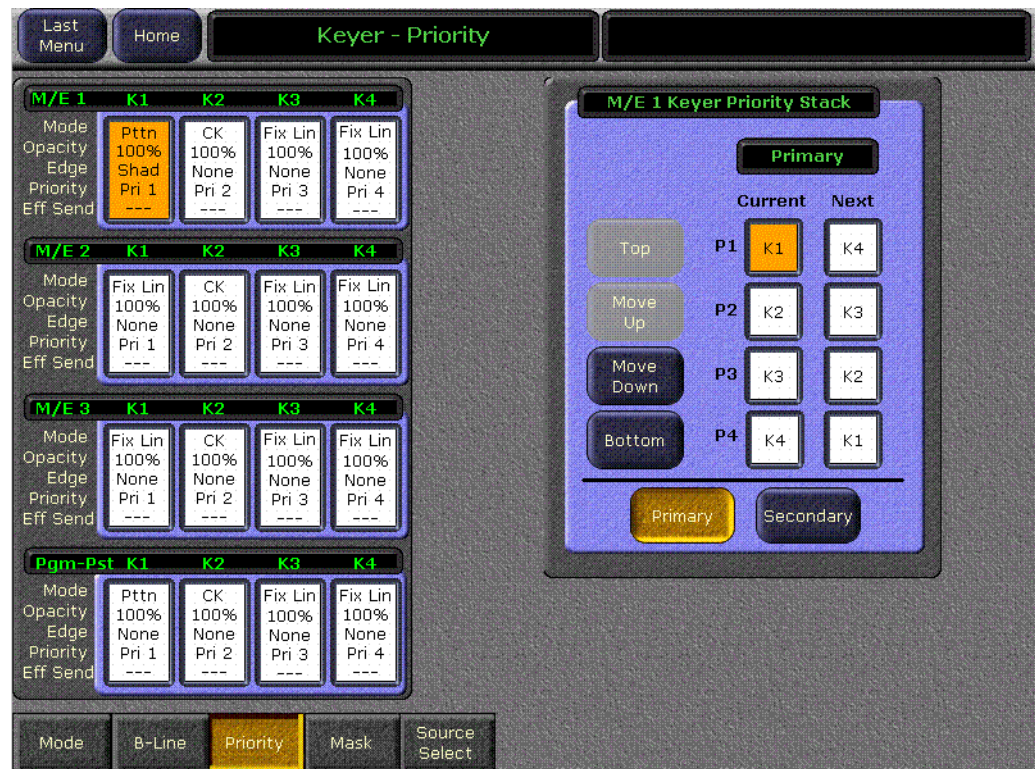 Last Menu
Home
Keyer - Priority
M/E 1 K1 K2 K3 K4
Mode Pttn CK Fix Lin Fix Lin
Opacity 100% 100% 100% 100%
Edge Shad None None None
Priority Pri 1 Pri 2 Pri 3 Pri 4
Eff Send --- --- --- ---
M/E 2 K1 K2 K3 K4
Mode Fix Lin CK Fix Lin Fix Lin
Opacity 100% 100% 100% 100%
Edge None None None None
Priority Pri 1 Pri 2 Pri 3 Pri 4
Eff Send --- --- --- ---
M/E 3 K1 K2 K3 K4
Mode Fix Lin CK Fix Lin Fix Lin
Opacity 100% 100% 100% 100%
Edge None None None None
Priority Pri 1 Pri 2 Pri 3 Pri 4
Eff Send --- --- --- ---
Pgm-Pst K1 K2 K3 K4
Mode Pttn CK Fix Lin Fix Lin
Opacity 100% 100% 100% 100%
Edge None None None None
Priority Pri 1 Pri 2 Pri 3 Pri 4
Eff Send --- --- --- ---
M/E 1 Keyer Priority Stack
Primary
Current Next
Top P1 K1 K4
Move Up P2 K2 K3
Move Down P3 K3 K2
Bottom P4 K4 K1
Primary Secondary
Mode B-Line Priority Mask Source Select